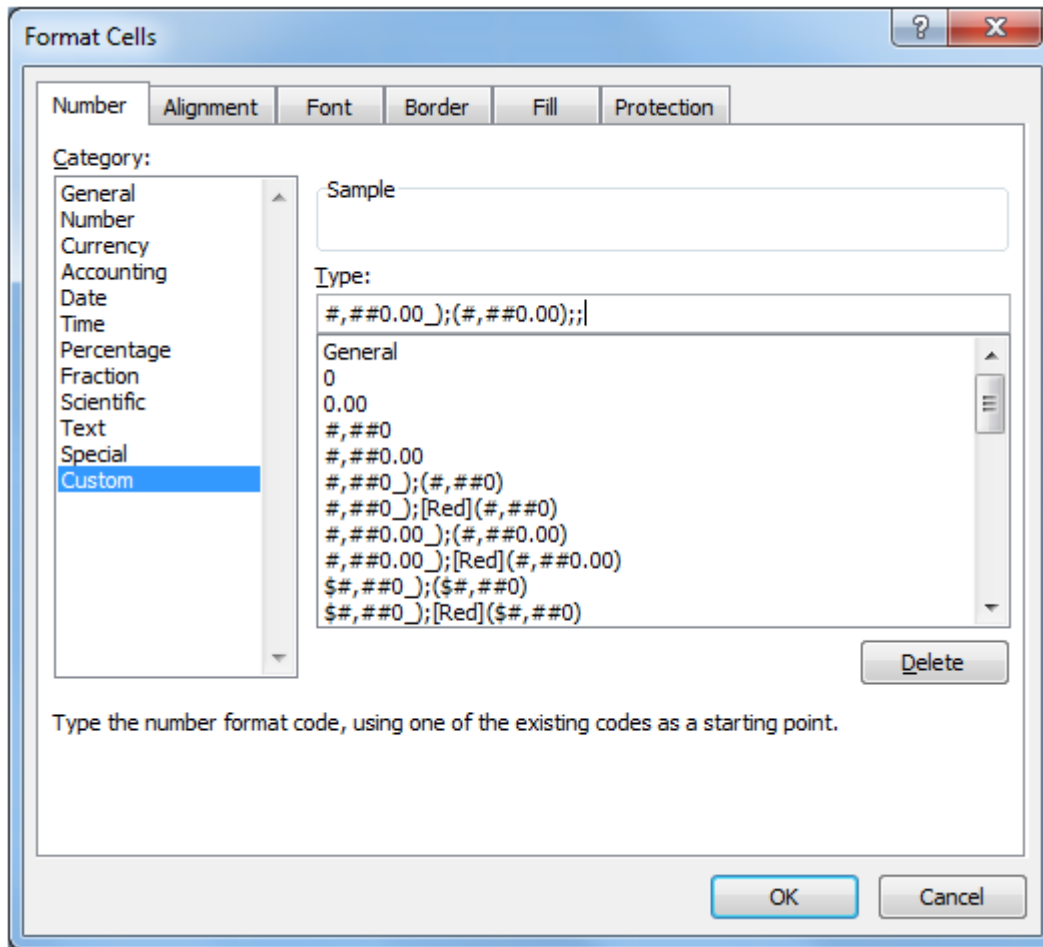 Format Cells
Number Alignment Font Border Fill Protection
Category:
General
Number
Currency
Accounting
Date
Time
Percentage
Fraction
Scientific
Text
Special
Custom
Sample
Type:
#,##0.00_);(#,##0.00);;
General
0
0.00
#,##0
#,##0.00
#,##0_);(#,##0)
#,##0_);[Red](#,##0)
#,##0.00_);(#,##0.00)
#,##0.00_);[Red](#,##0.00)
$#,##0_);($#,##0)
$#,##0_);[Red]($#,##0)
Delete
Type the number format code, using one of the existing codes as a starting point.
OK Cancel